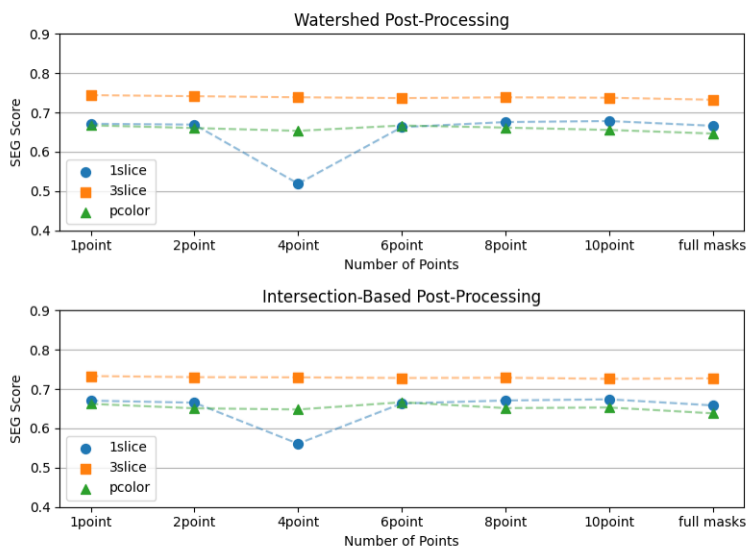 Watershed Post-Processing
0.9
0.8
0.7
0.6
0.5
0.4
SEG Score
1slice
3slice
pcolor
1point 2point 4point 6point 8point 10point full masks
Number of Points
Intersection-Based Post-Processing
0.9
0.8
0.7
0.6
0.5
0.4
SEG Score
1slice
3slice
pcolor
1point 2point 4point 6point 8point 10point full masks
Number of Points